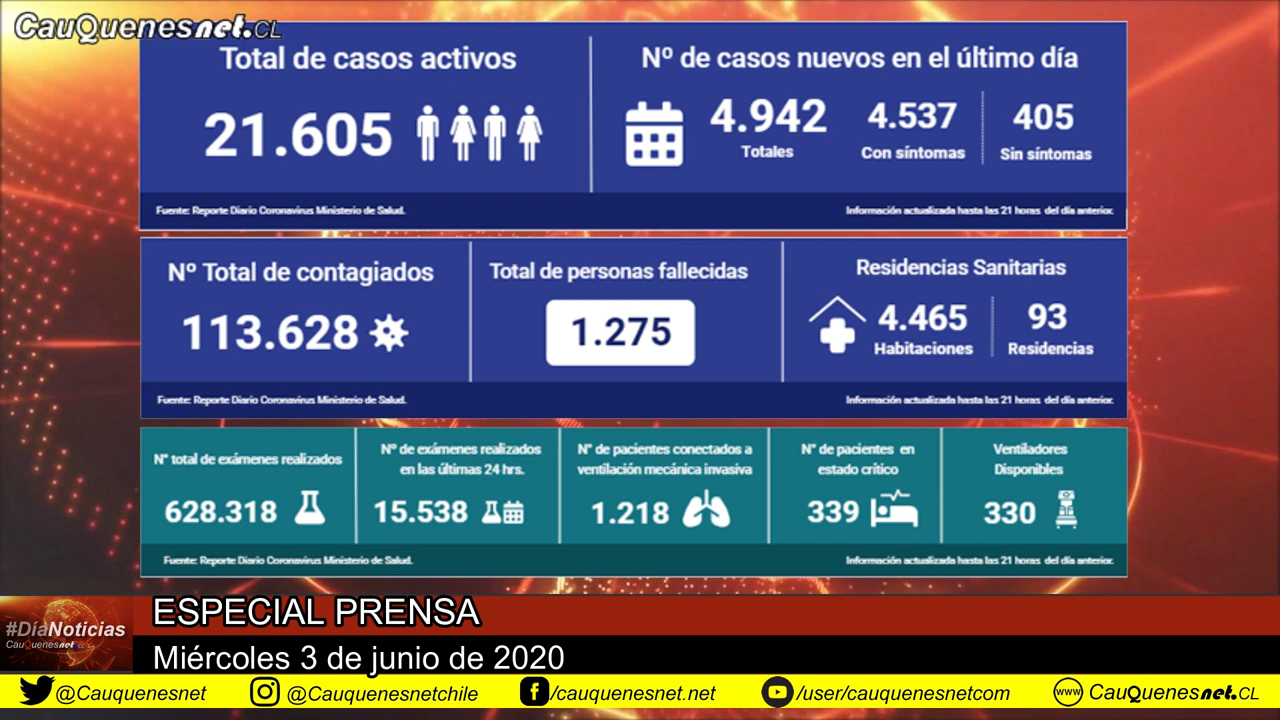 CauQuenesnet.CL
Total de casos activos
21.605
Nº de casos nuevos en el último día
4.942
Totales
4.537
Con síntomas
405
Sin síntomas
Fuente: Reporte Diario Coronavirus Ministerio de Salud.
Información actualizada hasta las 21 horas del día anterior.
Nº Total de contagiados
113.628
Total de personas fallecidas
1.275
Residencias Sanitarias
4.465
Habitaciones
93
Residencias
Fuente: Reporte Diario Coronavirus Ministerio de Salud.
Información actualizada hasta las 21 horas del día anterior.
N° total de exámenes realizados
628.318
Nº de exámenes realizados
en las últimas 24 hrs.
15.538
N° de pacientes conectados a
ventilación mecánica invasiva
1.218
N° de pacientes en
estado crítico
339
Ventiladores
Disponibles
330
Fuente: Reporte Diario Coronavirus Ministerio de Salud.
Información actualizada hasta las 21 horas del día anterior.
#DíaNoticias
CauQuenesnet.CL
ESPECIAL PRENSA
Miércoles 3 de junio de 2020
@Cauquenesnet
@Cauquenesnetchile
/cauquenesnet.net
/user/cauquenesnetcom
www
CauQuenesnet.CL